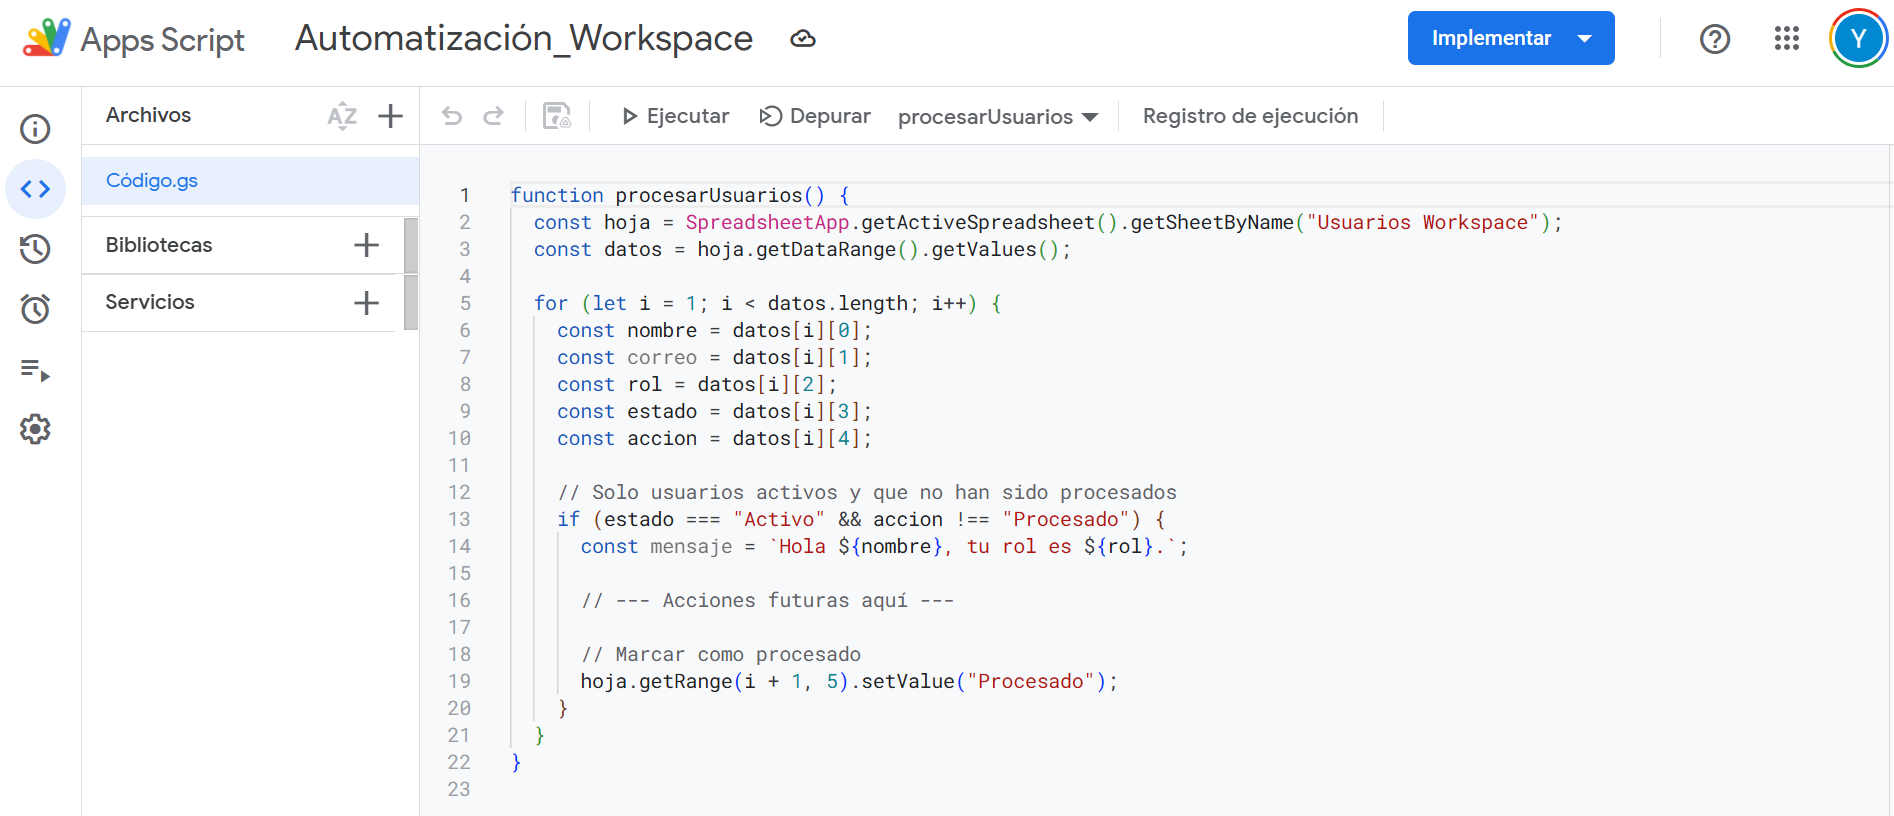 Apps Script
Automatización_Workspace
Implementar
Y
Archivos
AZ
Ejecutar
Depurar
procesarUsuarios
Registro de ejecución
Código.gs
Bibliotecas
Servicios
1 function procesarUsuarios() {
2 const hoja = SpreadsheetApp.getActiveSpreadsheet().getSheetByName("Usuarios Workspace");
3 const datos = hoja.getDataRange().getValues();
4
5 for (let i = 1; i < datos.length; i++) {
6 const nombre = datos[i][0];
7 const correo = datos[i][1];
8 const rol = datos[i][2];
9 const estado = datos[i][3];
10 const accion = datos[i][4];
11
12 // Solo usuarios activos y que no han sido procesados
13 if (estado === "Activo" && accion !== "Procesado") {
14 const mensaje = `Hola ${nombre}, tu rol es ${rol}.`;
15
16 // --- Acciones futuras aquí ---
17
18 // Marcar como procesado
19 hoja.getRange(i + 1, 5).setValue("Procesado");
20 }
21 }
22 }
23